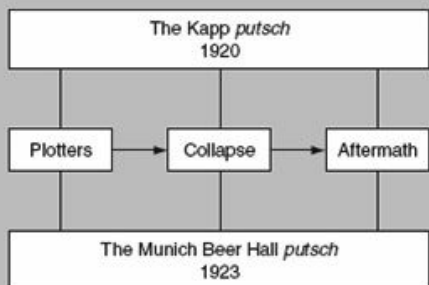 The Kapp putsch
1920
Plotters
Collapse
Aftermath
The Munich Beer Hall putsch
1923